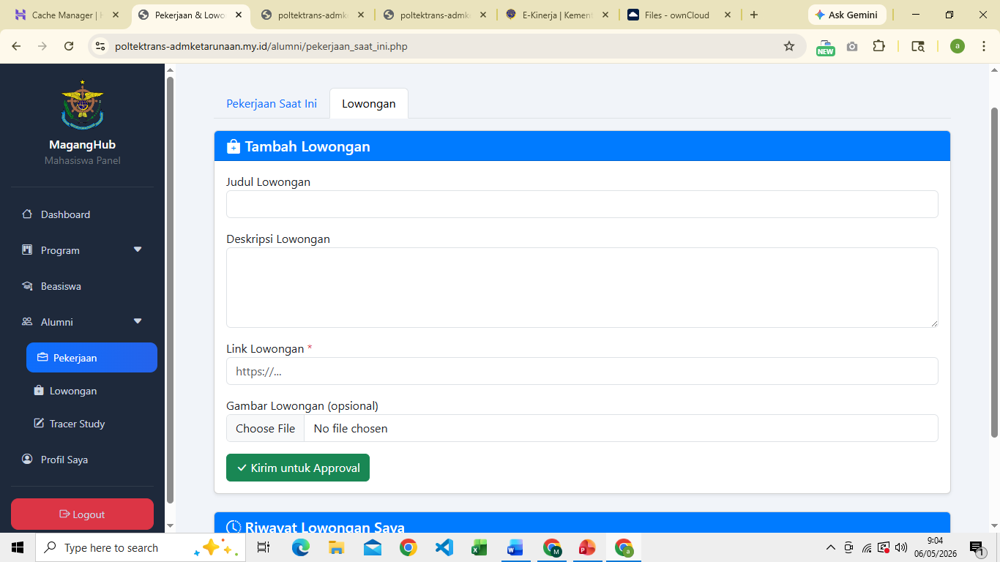 Cache Manager | H
Pekerjaan & Lowo
poltektrans-admk
poltektrans-admk
E-Kinerja | Kement
Files - ownCloud
Ask Gemini
poltektrans-admketarunaan.my.id/alumni/pekerjaan_saat_ini.php
NEW
a
MagangHub
Mahasiswa Panel
Dashboard
Program
Beasiswa
Alumni
Pekerjaan
Lowongan
Tracer Study
Profil Saya
Logout
Pekerjaan Saat Ini
Lowongan
Tambah Lowongan
Judul Lowongan
Deskripsi Lowongan
Link Lowongan *
https://...
Gambar Lowongan (opsional)
Choose File No file chosen
Kirim untuk Approval
Riwayat Lowongan Saya
Type here to search
9:04
06/05/2026
1